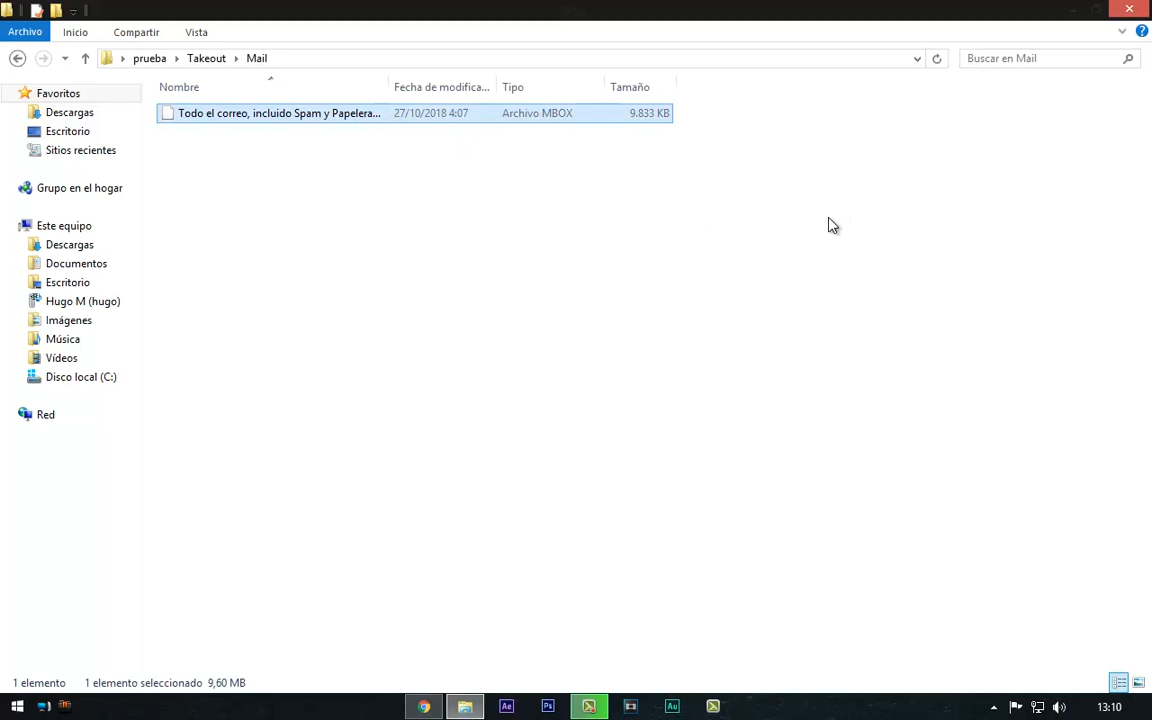 Archivo Inicio Compartir Vista
prueba Takeout Mail Buscar en Mail
Favoritos
Descargas
Escritorio
Sitios recientes
Grupo en el hogar
Este equipo
Descargas
Documentos
Escritorio
Hugo M (hugo)
Imágenes
Música
Vídeos
Disco local (C:)
Red
Nombre Fecha de modifica... Tipo Tamaño
Todo el correo, incluido Spam y Papelera... 27/10/2018 4:07 Archivo MBOX 9.833 KB
1 elemento 1 elemento seleccionado 9,60 MB
Ae Ps Au 13:10